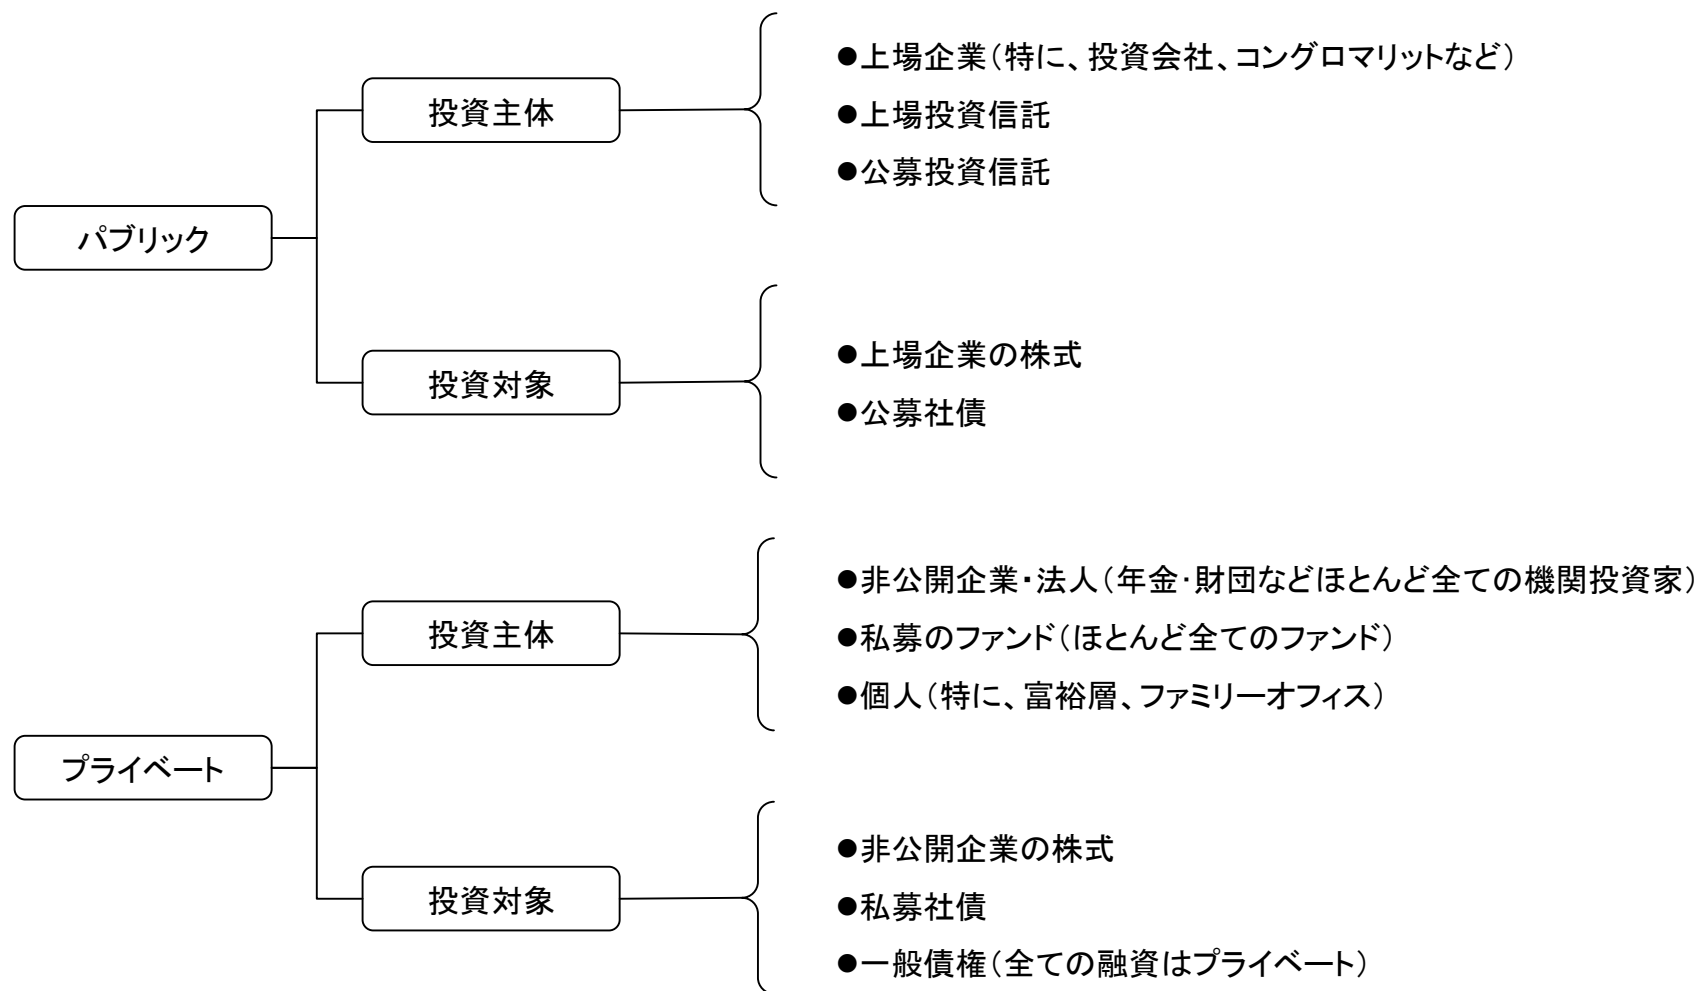 パブリック
投資主体
●上場企業(特に、投資会社、コングロマリットなど)
●上場投資信託
●公募投資信託
投資対象
●上場企業の株式
●公募社債
プライベート
投資主体
●非公開企業・法人(年金・財団などほとんど全ての機関投資家)
●私募のファンド(ほとんど全てのファンド)
●個人(特に、富裕層、ファミリーオフィス)
投資対象
●非公開企業の株式
●私募社債
●一般債権(全ての融資はプライベート)